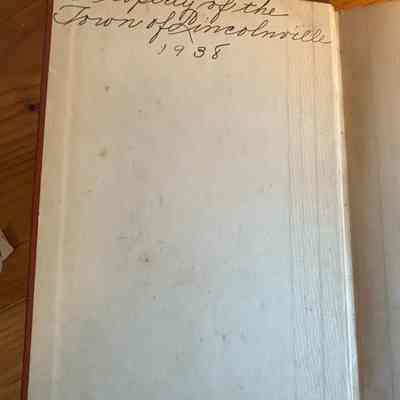 Property of the
Town of Lincolnville
1938